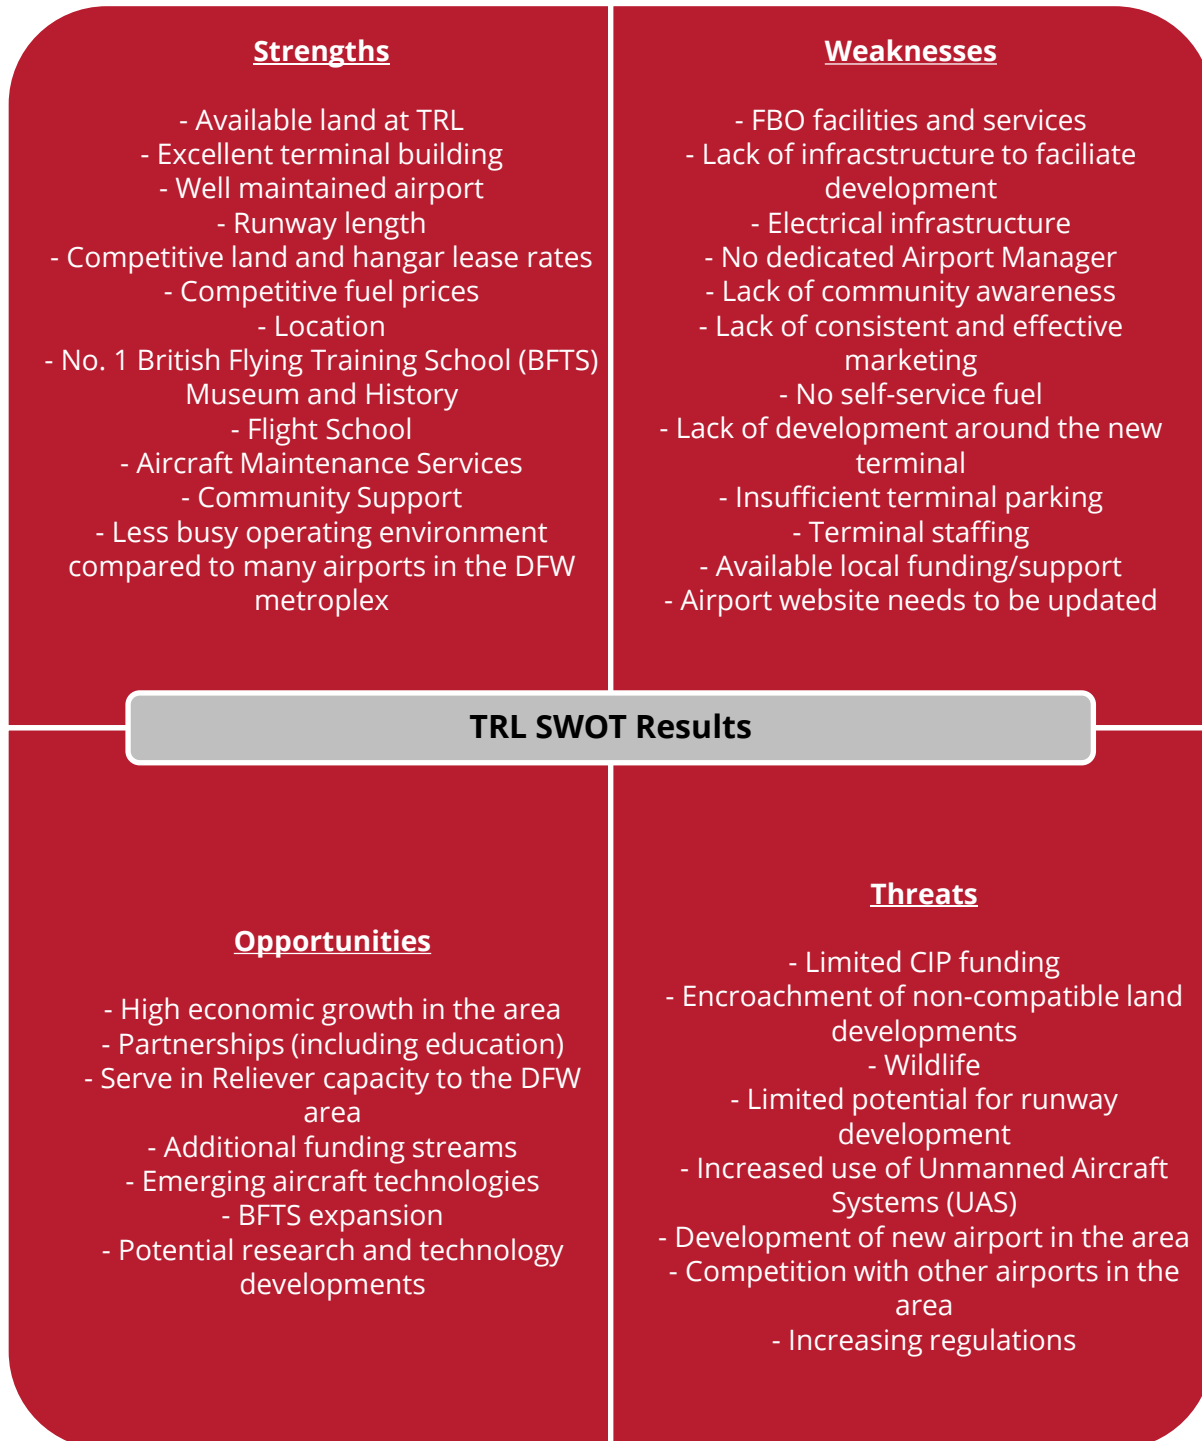 Strengths
- Available land at TRL
- Excellent terminal building
- Well maintained airport
- Runway length
- Competitive land and hangar lease rates
- Competitive fuel prices
- Location
- No. 1 British Flying Training School (BFTS)
Museum and History
- Flight School
- Aircraft Maintenance Services
- Community Support
- Less busy operating environment
compared to many airports in the DFW
metroplex
Weaknesses
- FBO facilities and services
- Lack of infracstructure to faciliate
development
- Electrical infrastructure
- No dedicated Airport Manager
- Lack of community awareness
- Lack of consistent and effective
marketing
- No self-service fuel
- Lack of development around the new
terminal
- Insufficient terminal parking
- Terminal staffing
- Available local funding/support
- Airport website needs to be updated
TRL SWOT Results
Opportunities
- High economic growth in the area
- Partnerships (including education)
- Serve in Reliever capacity to the DFW
area
- Additional funding streams
- Emerging aircraft technologies
- BFTS expansion
- Potential research and technology
developments
Threats
- Limited CIP funding
- Encroachment of non-compatible land
developments
- Wildlife
- Limited potential for runway
development
- Increased use of Unmanned Aircraft
Systems (UAS)
- Development of new airport in the area
- Competition with other airports in the
area
- Increasing regulations